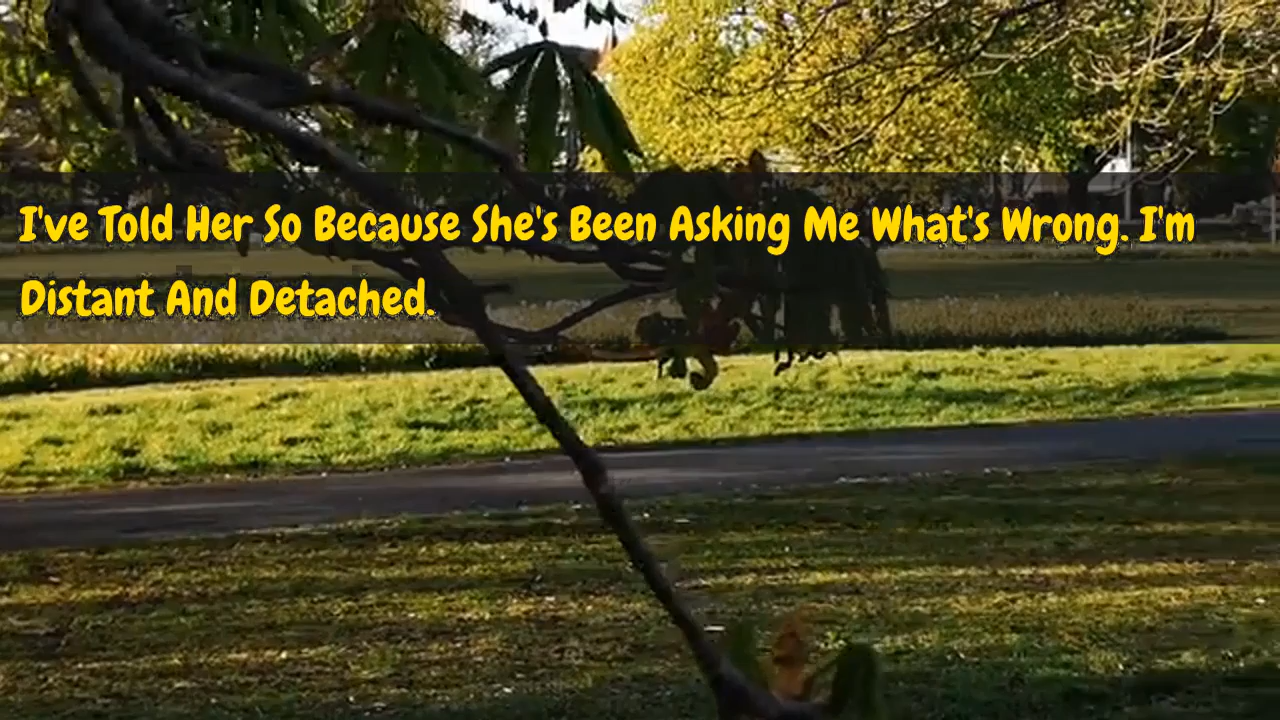 I've Told Her So Because She's Been Asking Me What's Wrong. I'm
Distant And Detached.